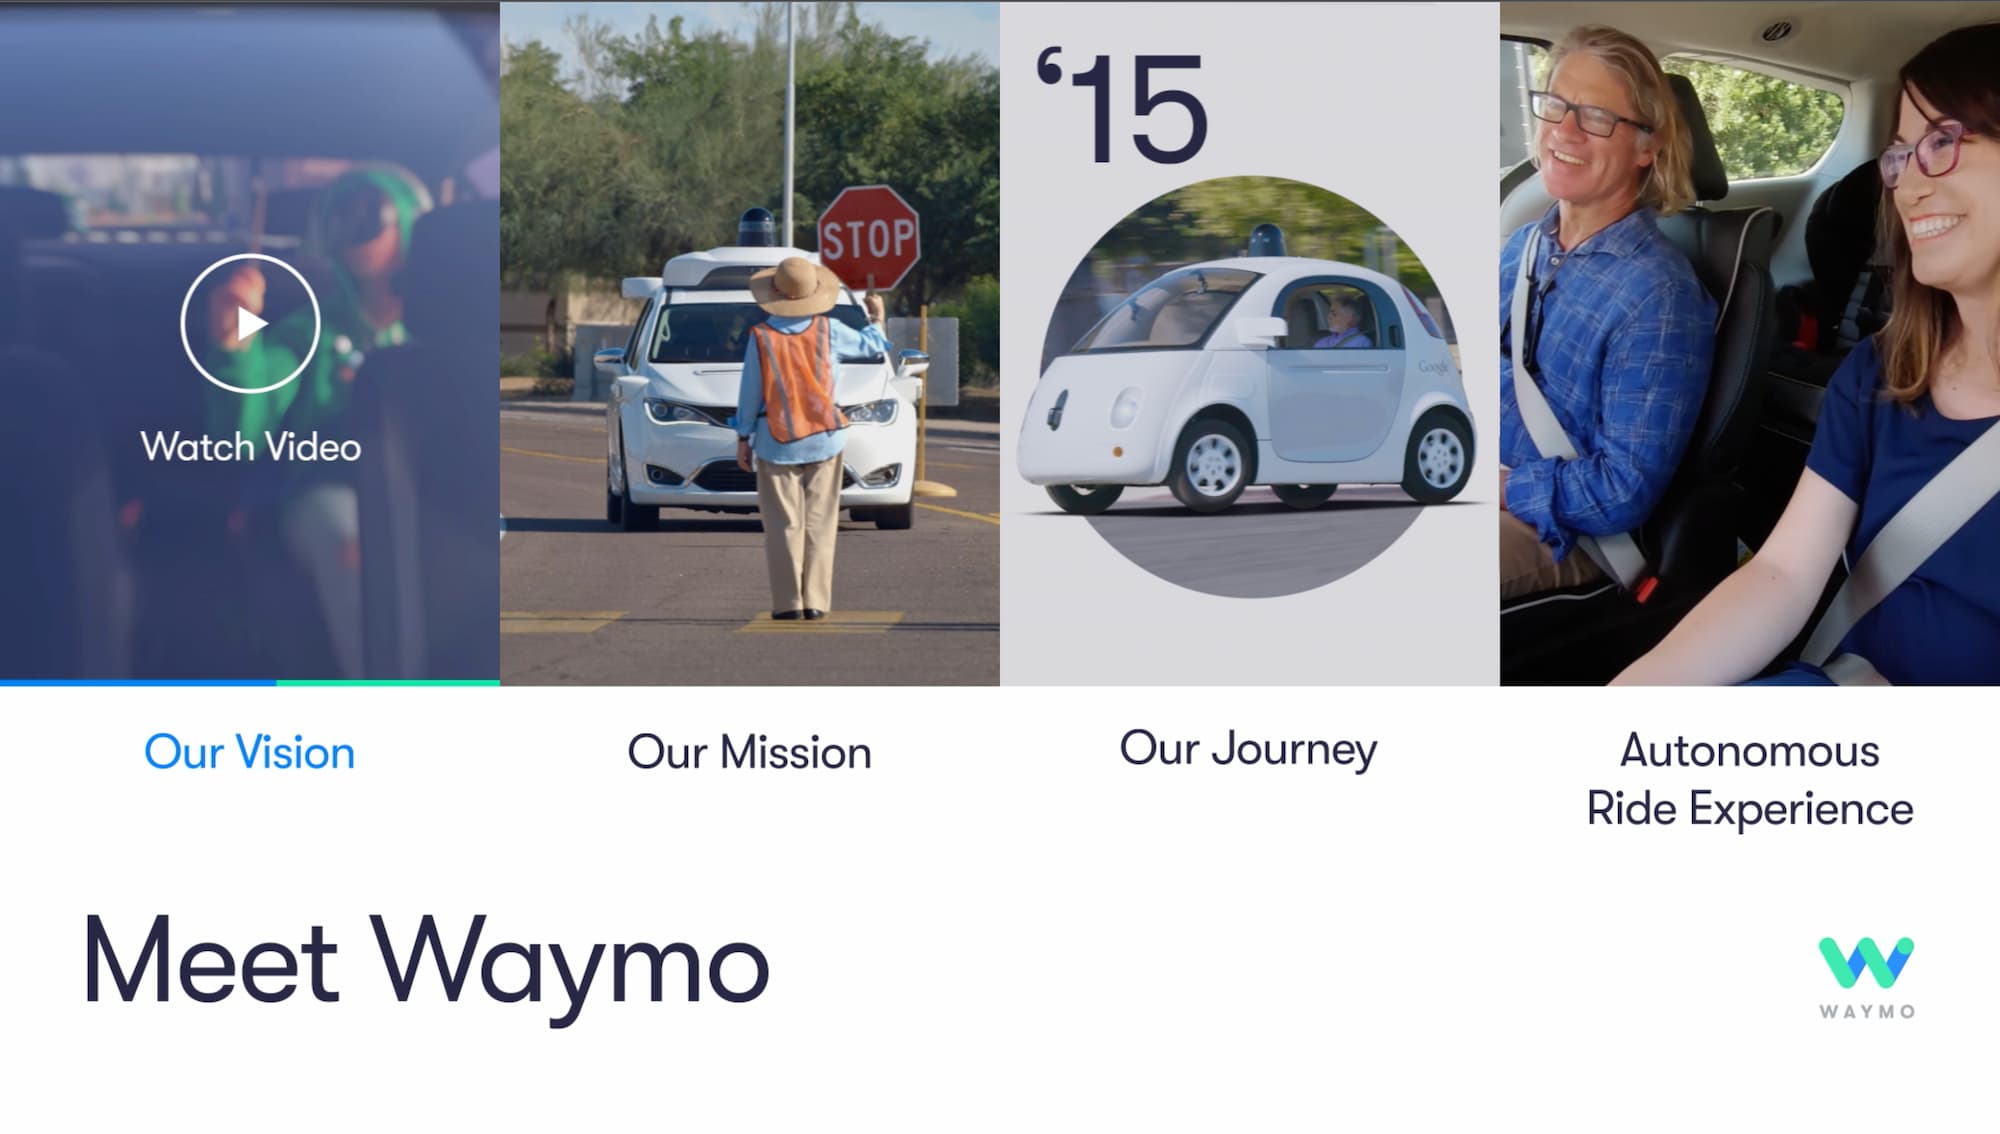 Watch Video
STOP
‘15
Google
Our Vision
Our Mission
Our Journey
Autonomous
Ride Experience
Meet Waymo
WAYMO